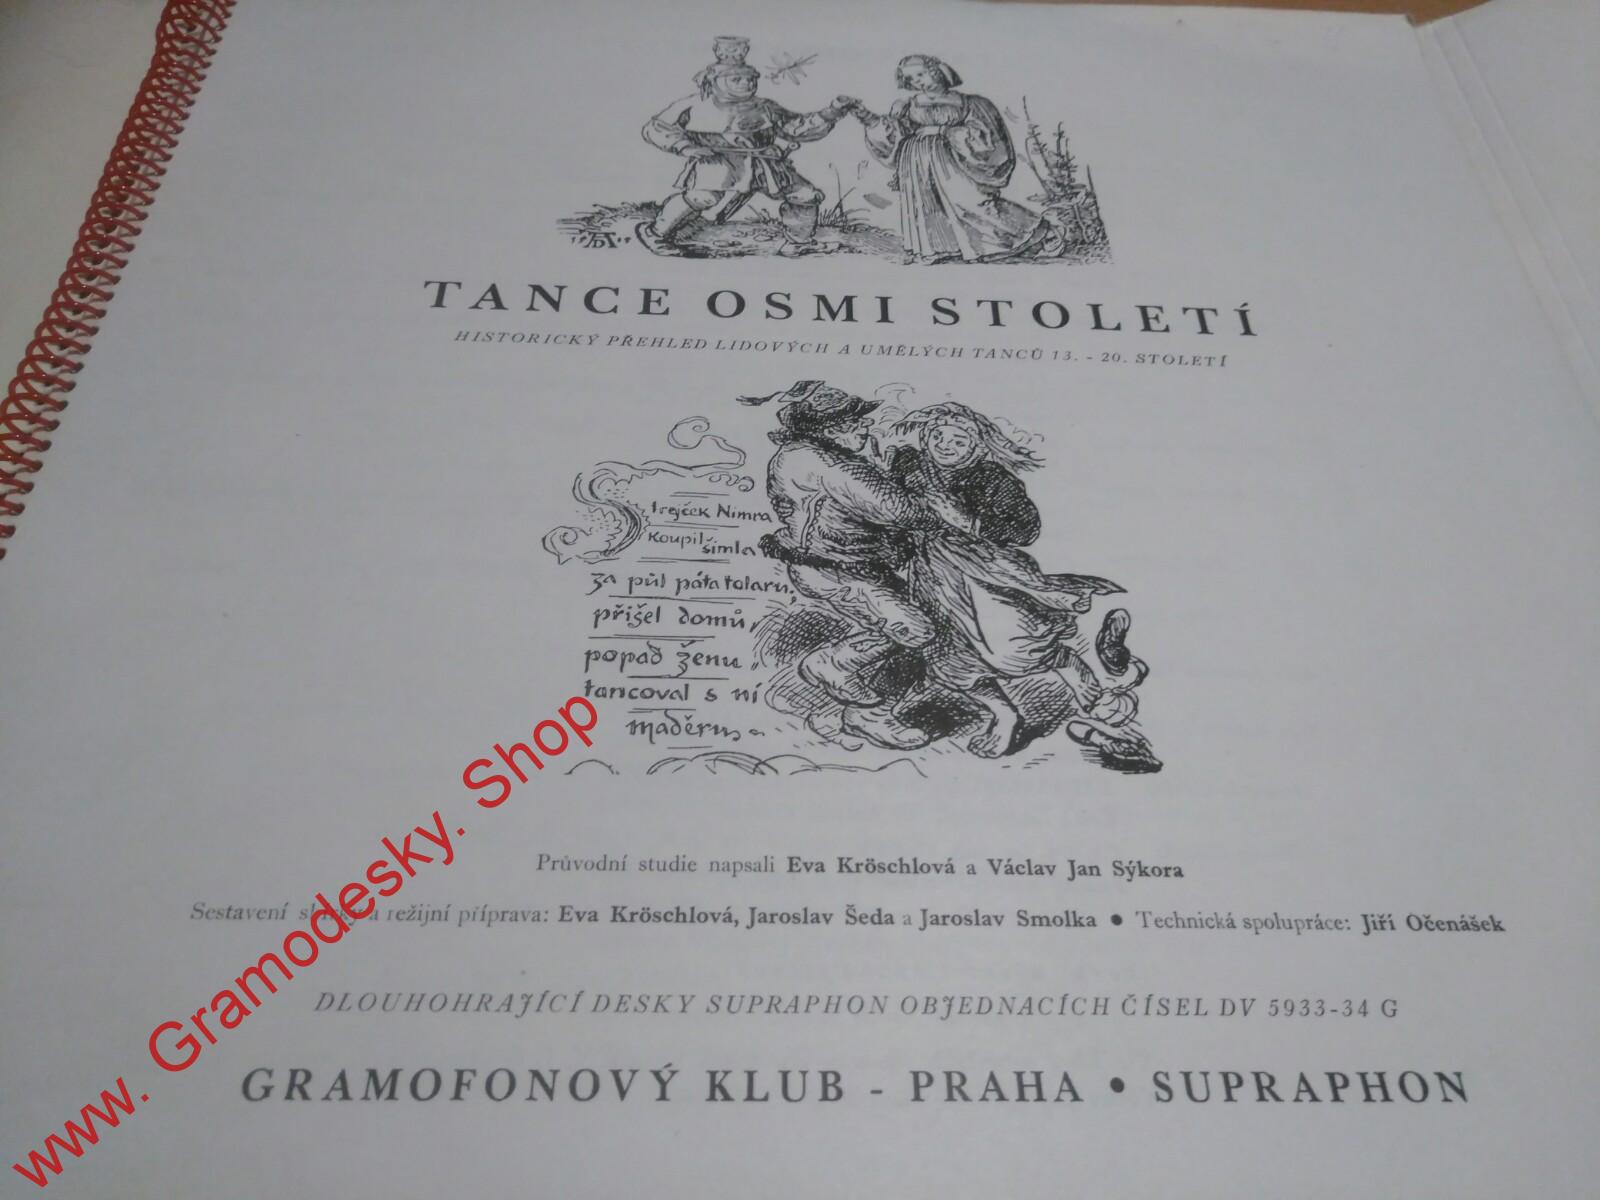 TANCE OSMI STOLETÍ
HISTORICKÝ PŘEHLED LIDOVÝCH A UMĚLÝCH TANCŮ 13. - 20. STOLETÍ
Strejček Nimra
koupil šimla
za půl páta tolaru,
přišel domů,
popad ženu,
tancoval s ní
maděru
Průvodní studie napsali Eva Kröschlová a Václav Jan Sýkora
Sestavení sbírky a režijní příprava: Eva Kröschlová, Jaroslav Šeda a Jaroslav Smolka • Technická spolupráce: Jiří Očenášek
DLOUHOHRAJÍCÍ DESKY SUPRAPHON OBJEDNACÍCH ČÍSEL DV 5933-34 G
GRAMOFONOVÝ KLUB - PRAHA • SUPRAPHON
www. Gramodesky. Shop